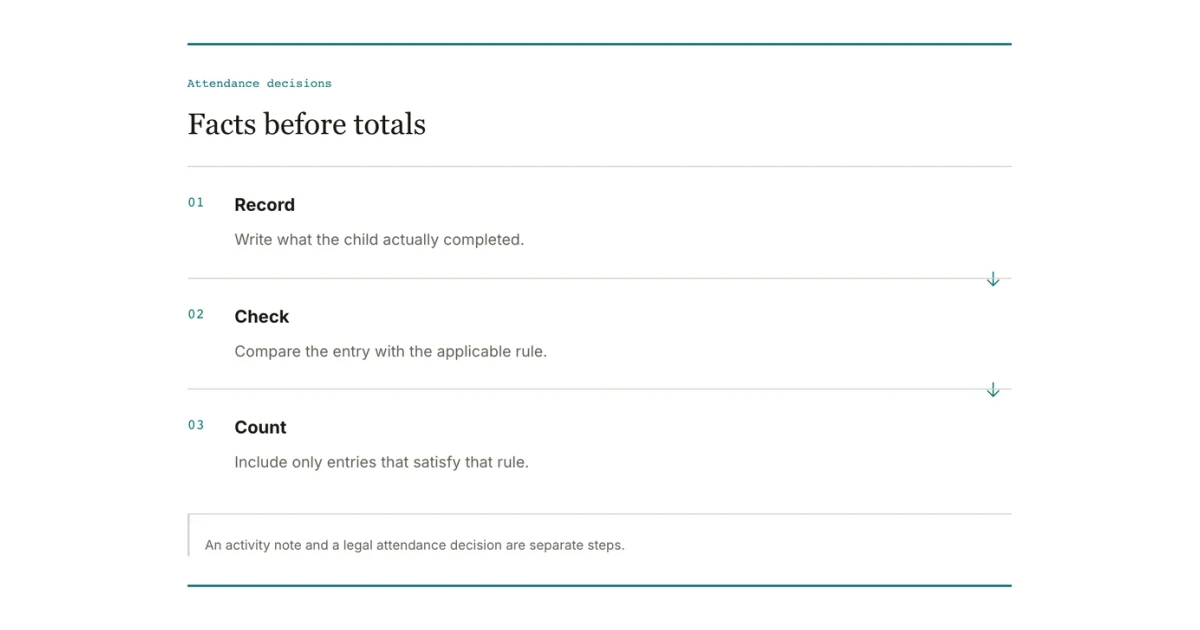 Attendance decisions
Facts before totals
01
Record
Write what the child actually completed.
02
Check
Compare the entry with the applicable rule.
03
Count
Include only entries that satisfy that rule.
An activity note and a legal attendance decision are separate steps.